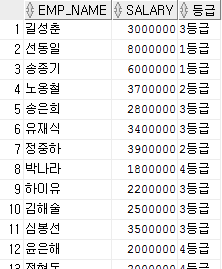 EMP_NAME SALARY 등급
1 길성춘 3000000 3등급
2 선동일 8000000 1등급
3 송중기 6000000 1등급
4 노옹철 3700000 2등급
5 송은희 2800000 3등급
6 유재식 3400000 3등급
7 정중하 3900000 2등급
8 박나라 1800000 4등급
9 하이유 2200000 3등급
10 김해술 2500000 3등급
11 심봉선 3500000 3등급
12 윤은해 2000000 4등급